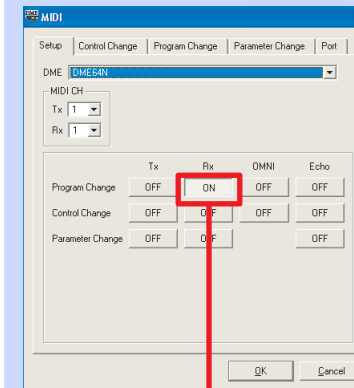 MIDI
Setup Control Change Program Change Parameter Change Port
DME DME64N
MIDI CH
Tx 1
Rx 1
Tx Rx OMNI Echo
Program Change OFF ON OFF OFF
Control Change OFF OFF OFF OFF
Parameter Change OFF OFF OFF
OK Cancel